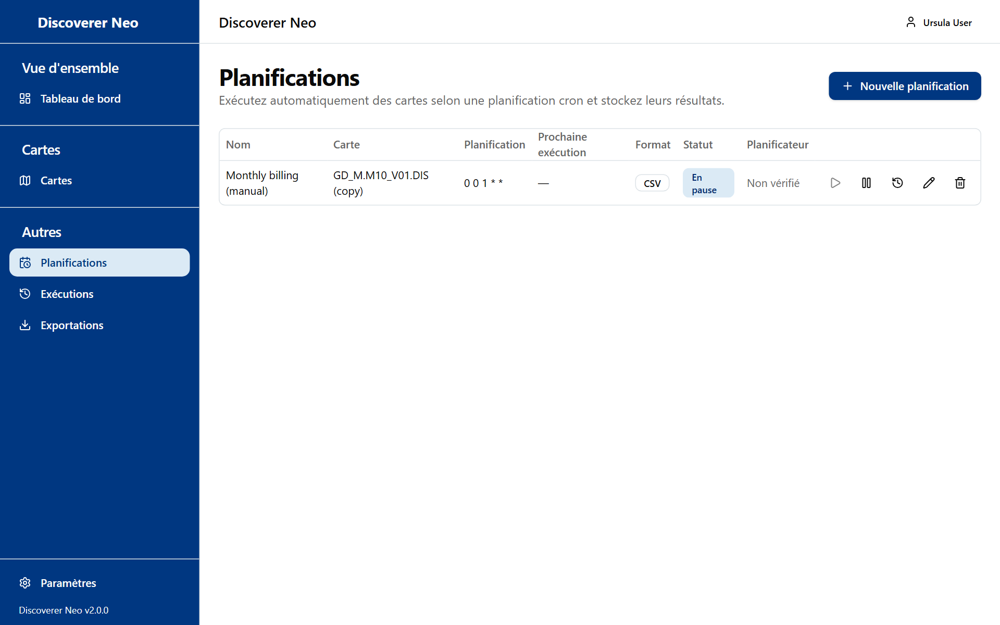 Discoverer Neo
Discoverer Neo
Ursula User
Vue d'ensemble
Tableau de bord
Cartes
Cartes
Autres
Planifications
Exécutions
Exportations
Paramètres
Discoverer Neo v2.0.0
Planifications
Exécutez automatiquement des cartes selon une planification cron et stockez leurs résultats.
Nouvelle planification
Nom
Carte
Planification
Prochaine
exécution
Format
Statut
Planificateur
Monthly billing
(manual)
GD_M.M10_V01.DIS
(copy)
0 0 1 * *
—
CSV
En
pause
Non vérifié